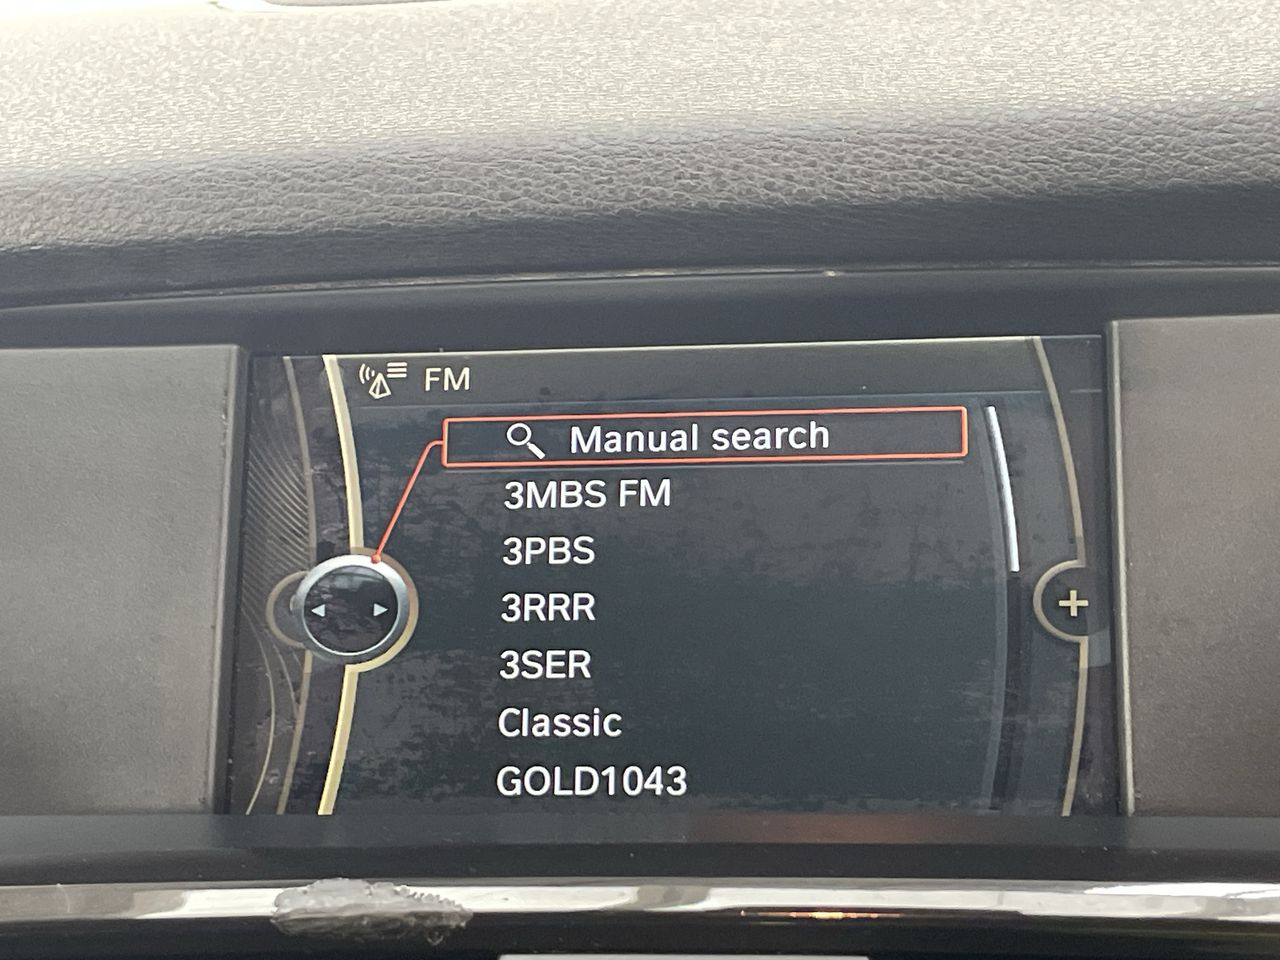 FM
Manual search
3MBS FM
3PBS
3RRR
3SER
Classic
GOLD1043